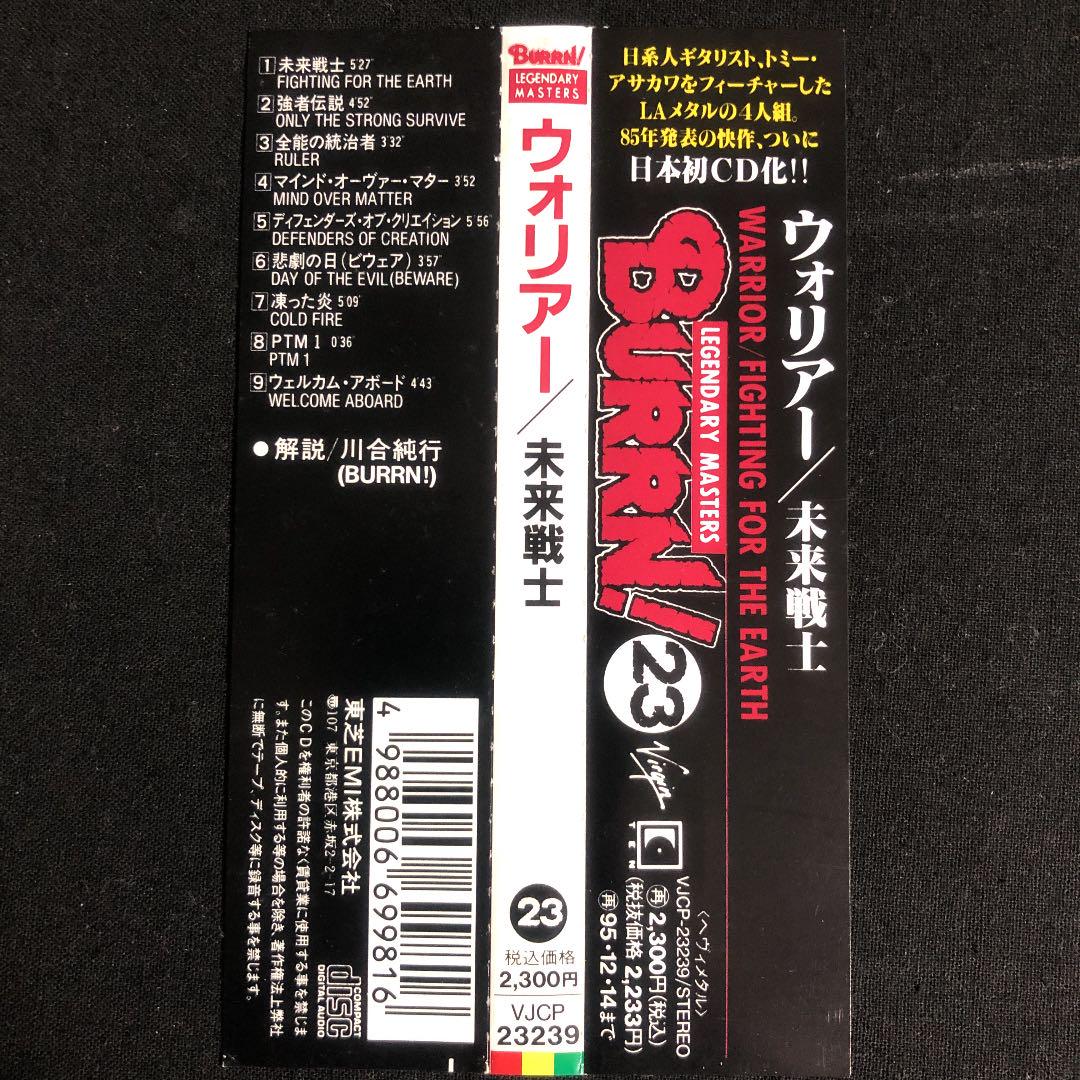 1 未来戦士 5'27"
FIGHTING FOR THE EARTH
2 強者伝説 4'52"
ONLY THE STRONG SURVIVE
3 全能の統治者 3'32"
RULER
4 マインド・オーヴァー・マター 3'52
MIND OVER MATTER
5 ディフェンダーズ・オブ・クリエイション 5'56"
DEFENDERS OF CREATION
6 悲劇の日(ビウェア) 3'57"
DAY OF THE EVIL(BEWARE)
7 凍った炎 5'09"
COLD FIRE
8 PTM 1 0'36"
PTM 1
9 ウェルカム・アボード 4'43
WELCOME ABOARD
●解説/川合純行
(BURRN!)
4 988006 699816
東芝EMI株式会社
〒107 東京都港区赤坂2-2-17
このCDを権利者の許諾なく賃貸業に使用する事を禁じま
す。また個人的に利用する等の場合を除き、著作権法上弊社
に無断でテープ、ディスク等に録音する事を禁じます。
COMPACT
disc
DIGITAL AUDIO
BURRN!
LEGENDARY
MASTERS
ウォリアー/未来戦士
23
税込価格
2,300円
VJCP
23239
日系人ギタリスト、トミー・
アサカワをフィーチャーした
LAメタルの4人組。
85年発表の快作、ついに
日本初CD化!!
ウォリアー/未来戦士
WARRIOR/FIGHTING FOR THE EARTH
LEGENDARY MASTERS
BURRN!
23
Virgin
TEN
〈ヘヴィメタル〉
VJCP-23239/STEREO
再 2,300円(税込)
(税抜価格 2,233円)
再 95・12・14まで